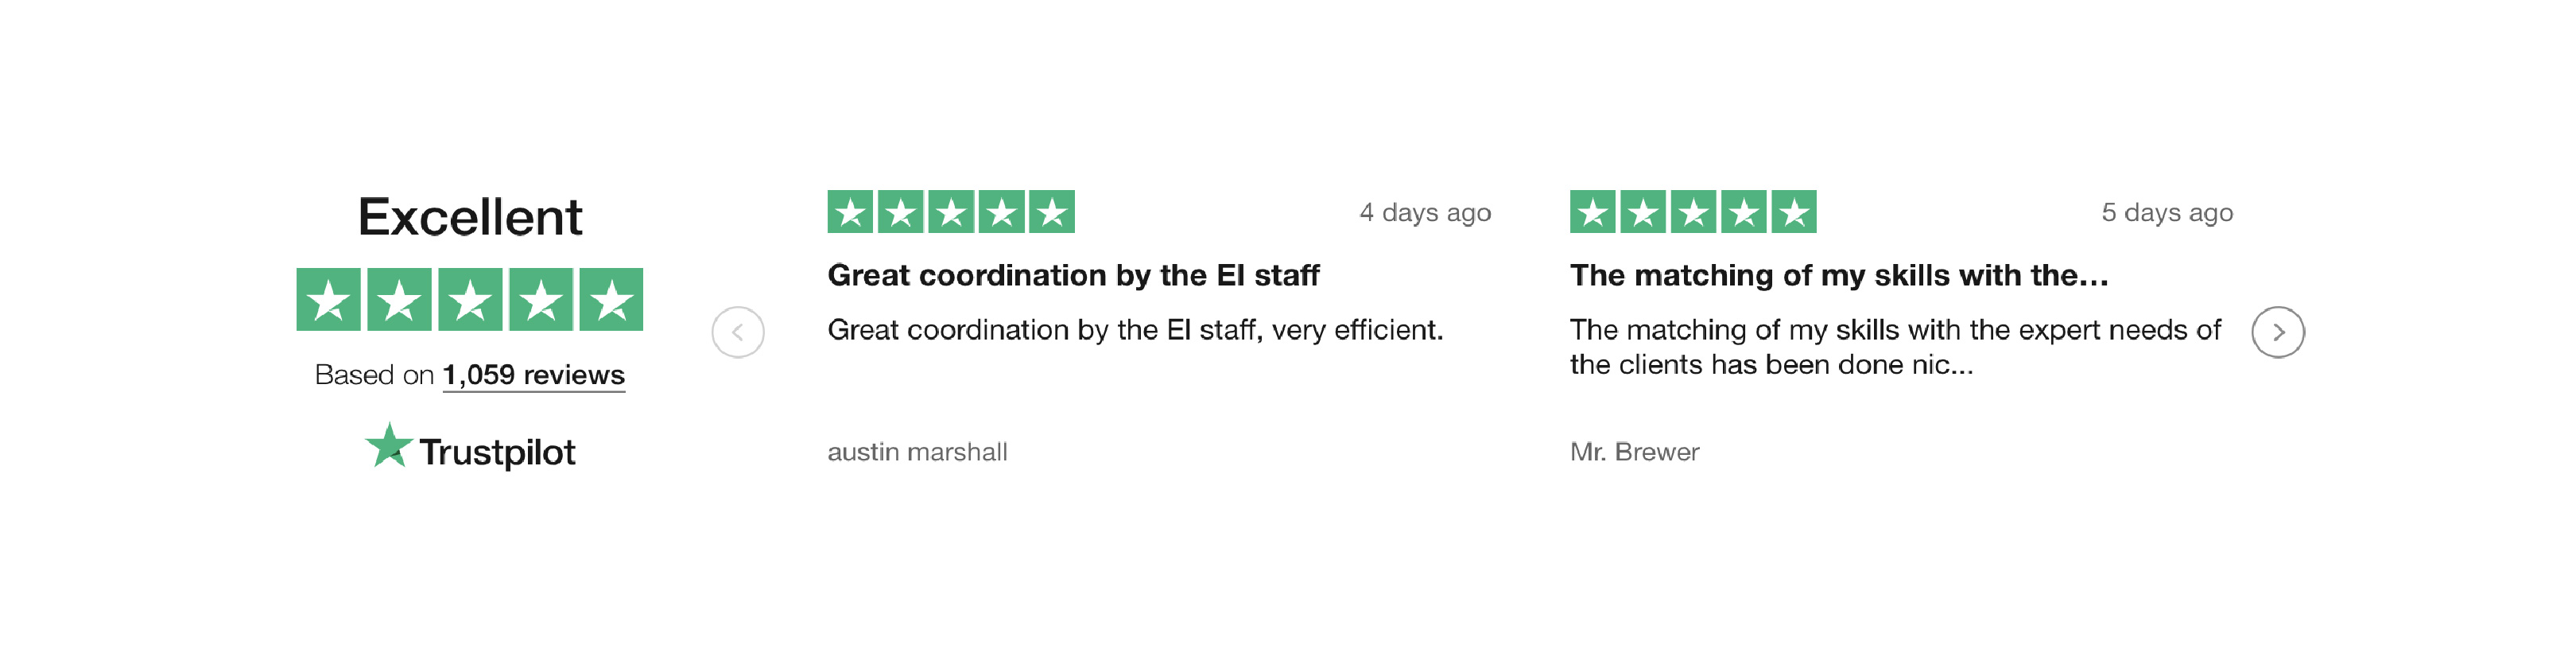 Excellent
Based on 1,059 reviews
Trustpilot
4 days ago
Great coordination by the EI staff
Great coordination by the EI staff, very efficient.
austin marshall
5 days ago
The matching of my skills with the...
The matching of my skills with the expert needs of
the clients has been done nic...
Mr. Brewer